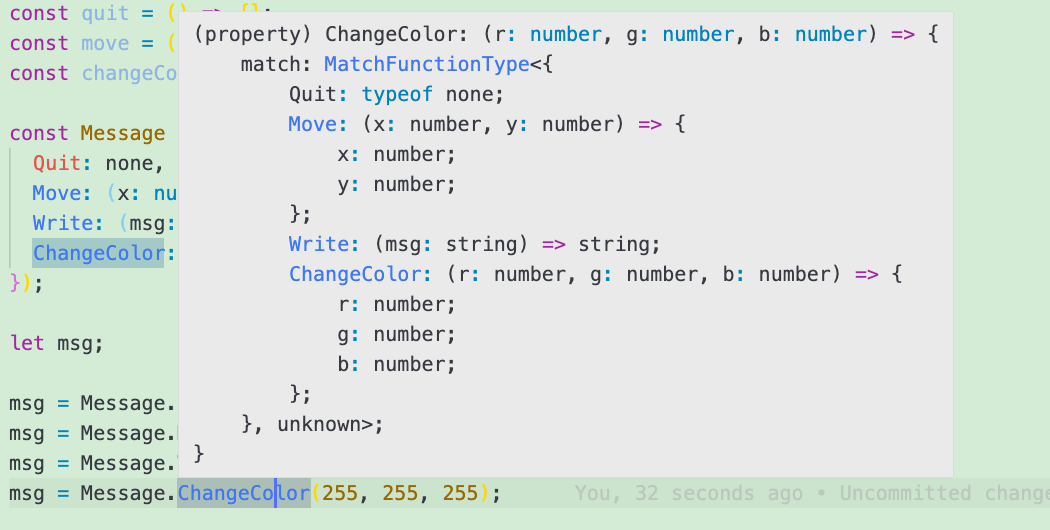 const quit = () => {};
const move = (
const changeCo
const Message
Quit: none,
Move: (x: nu
Write: (msg:
ChangeColor:
});
let msg;
msg = Message.
msg = Message.
msg = Message.
msg = Message.ChangeColor(255, 255, 255);
You, 32 seconds ago • Uncommitted change
(property) ChangeColor: (r: number, g: number, b: number) => {
match: MatchFunctionType<{
Quit: typeof none;
Move: (x: number, y: number) => {
x: number;
y: number;
};
Write: (msg: string) => string;
ChangeColor: (r: number, g: number, b: number) => {
r: number;
g: number;
b: number;
};
}, unknown>;
}